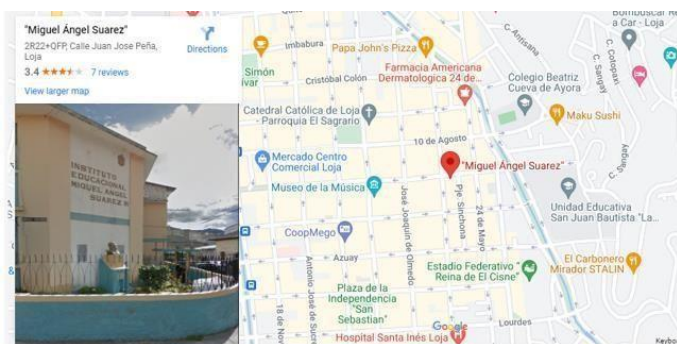 "Miguel Ángel Suarez"
2R22+QFP, Calle Juan Jose Peña,
Loja
3.4
7 reviews
View larger map
Directions
INSTITUTO
EDUCACIONAL
MIGUEL ANGEL
SUAREZ
Imbabura
Papa John's Pizza
Simón
ívar
Cristóbal Colón
Farmacia Americana
Dermatologica 24 de...
C. Antisana
Bombuscar R
a Car - Loja
C. Cotopaxi
C. Sangay
Colegio Beatriz
Cueva de Ayora
Maku Sushi
Catedral Católica de Loja
- Parroquia El Sagrario
10 de Agosto
Mercado Centro
Comercial Loja
"Miguel Ángel Suarez"
Sangay
Museo de la Música
José Joaquín de Olmedo
Pje Sinchona
24 de Mayo
Unidad Educativa
San Juan Bautista "La...
CoopMego
Azuay
Antonio José de Sucre
18 de Nov
Estadio Federativo "
Reina de El Cisne"
El Carbonero
Mirador STALIN
Plaza de la
Independencia
"San
Sebastian"
Lourdes
Google
Hospital Santa Inés Loja
Keybo